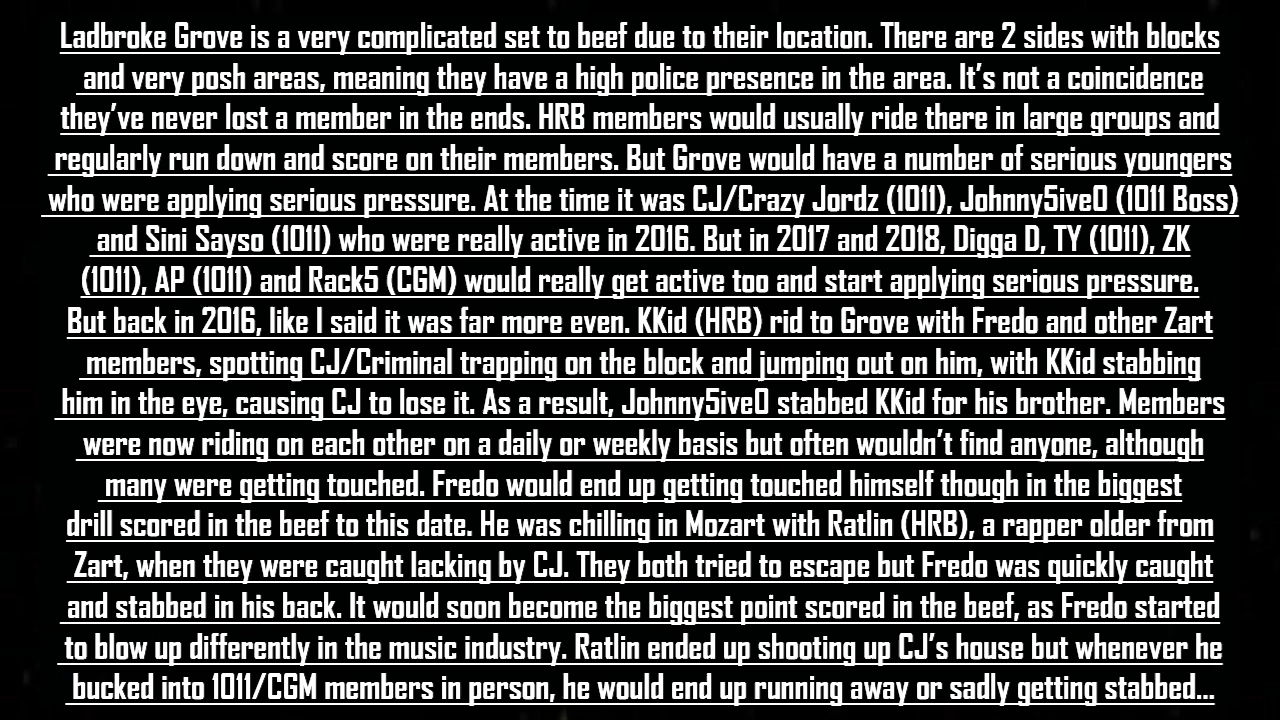 Ladbroke Grove is a very complicated set to beef due to their location. There are 2 sides with blocks
and very posh areas, meaning they have a high police presence in the area. It’s not a coincidence
they’ve never lost a member in the ends. HRB members would usually ride there in large groups and
regularly run down and score on their members. But Grove would have a number of serious youngers
who were applying serious pressure. At the time it was CJ/Crazy Jordz (1011), Johnny5ive0 (1011 Boss)
and Sini Sayso (1011) who were really active in 2016. But in 2017 and 2018, Digga D, TY (1011), ZK
(1011), AP (1011) and Rack5 (CGM) would really get active too and start applying serious pressure.
But back in 2016, like I said it was far more even. KKid (HRB) rid to Grove with Fredo and other Zart
members, spotting CJ/Criminal trapping on the block and jumping out on him, with KKid stabbing
him in the eye, causing CJ to lose it. As a result, Johnny5ive0 stabbed KKid for his brother. Members
were now riding on each other on a daily or weekly basis but often wouldn’t find anyone, although
many were getting touched. Fredo would end up getting touched himself though in the biggest
drill scored in the beef to this date. He was chilling in Mozart with Ratlin (HRB), a rapper older from
Zart, when they were caught lacking by CJ. They both tried to escape but Fredo was quickly caught
and stabbed in his back. It would soon become the biggest point scored in the beef, as Fredo started
to blow up differently in the music industry. Ratlin ended up shooting up CJ’s house but whenever he
bucked into 1011/CGM members in person, he would end up running away or sadly getting stabbed...